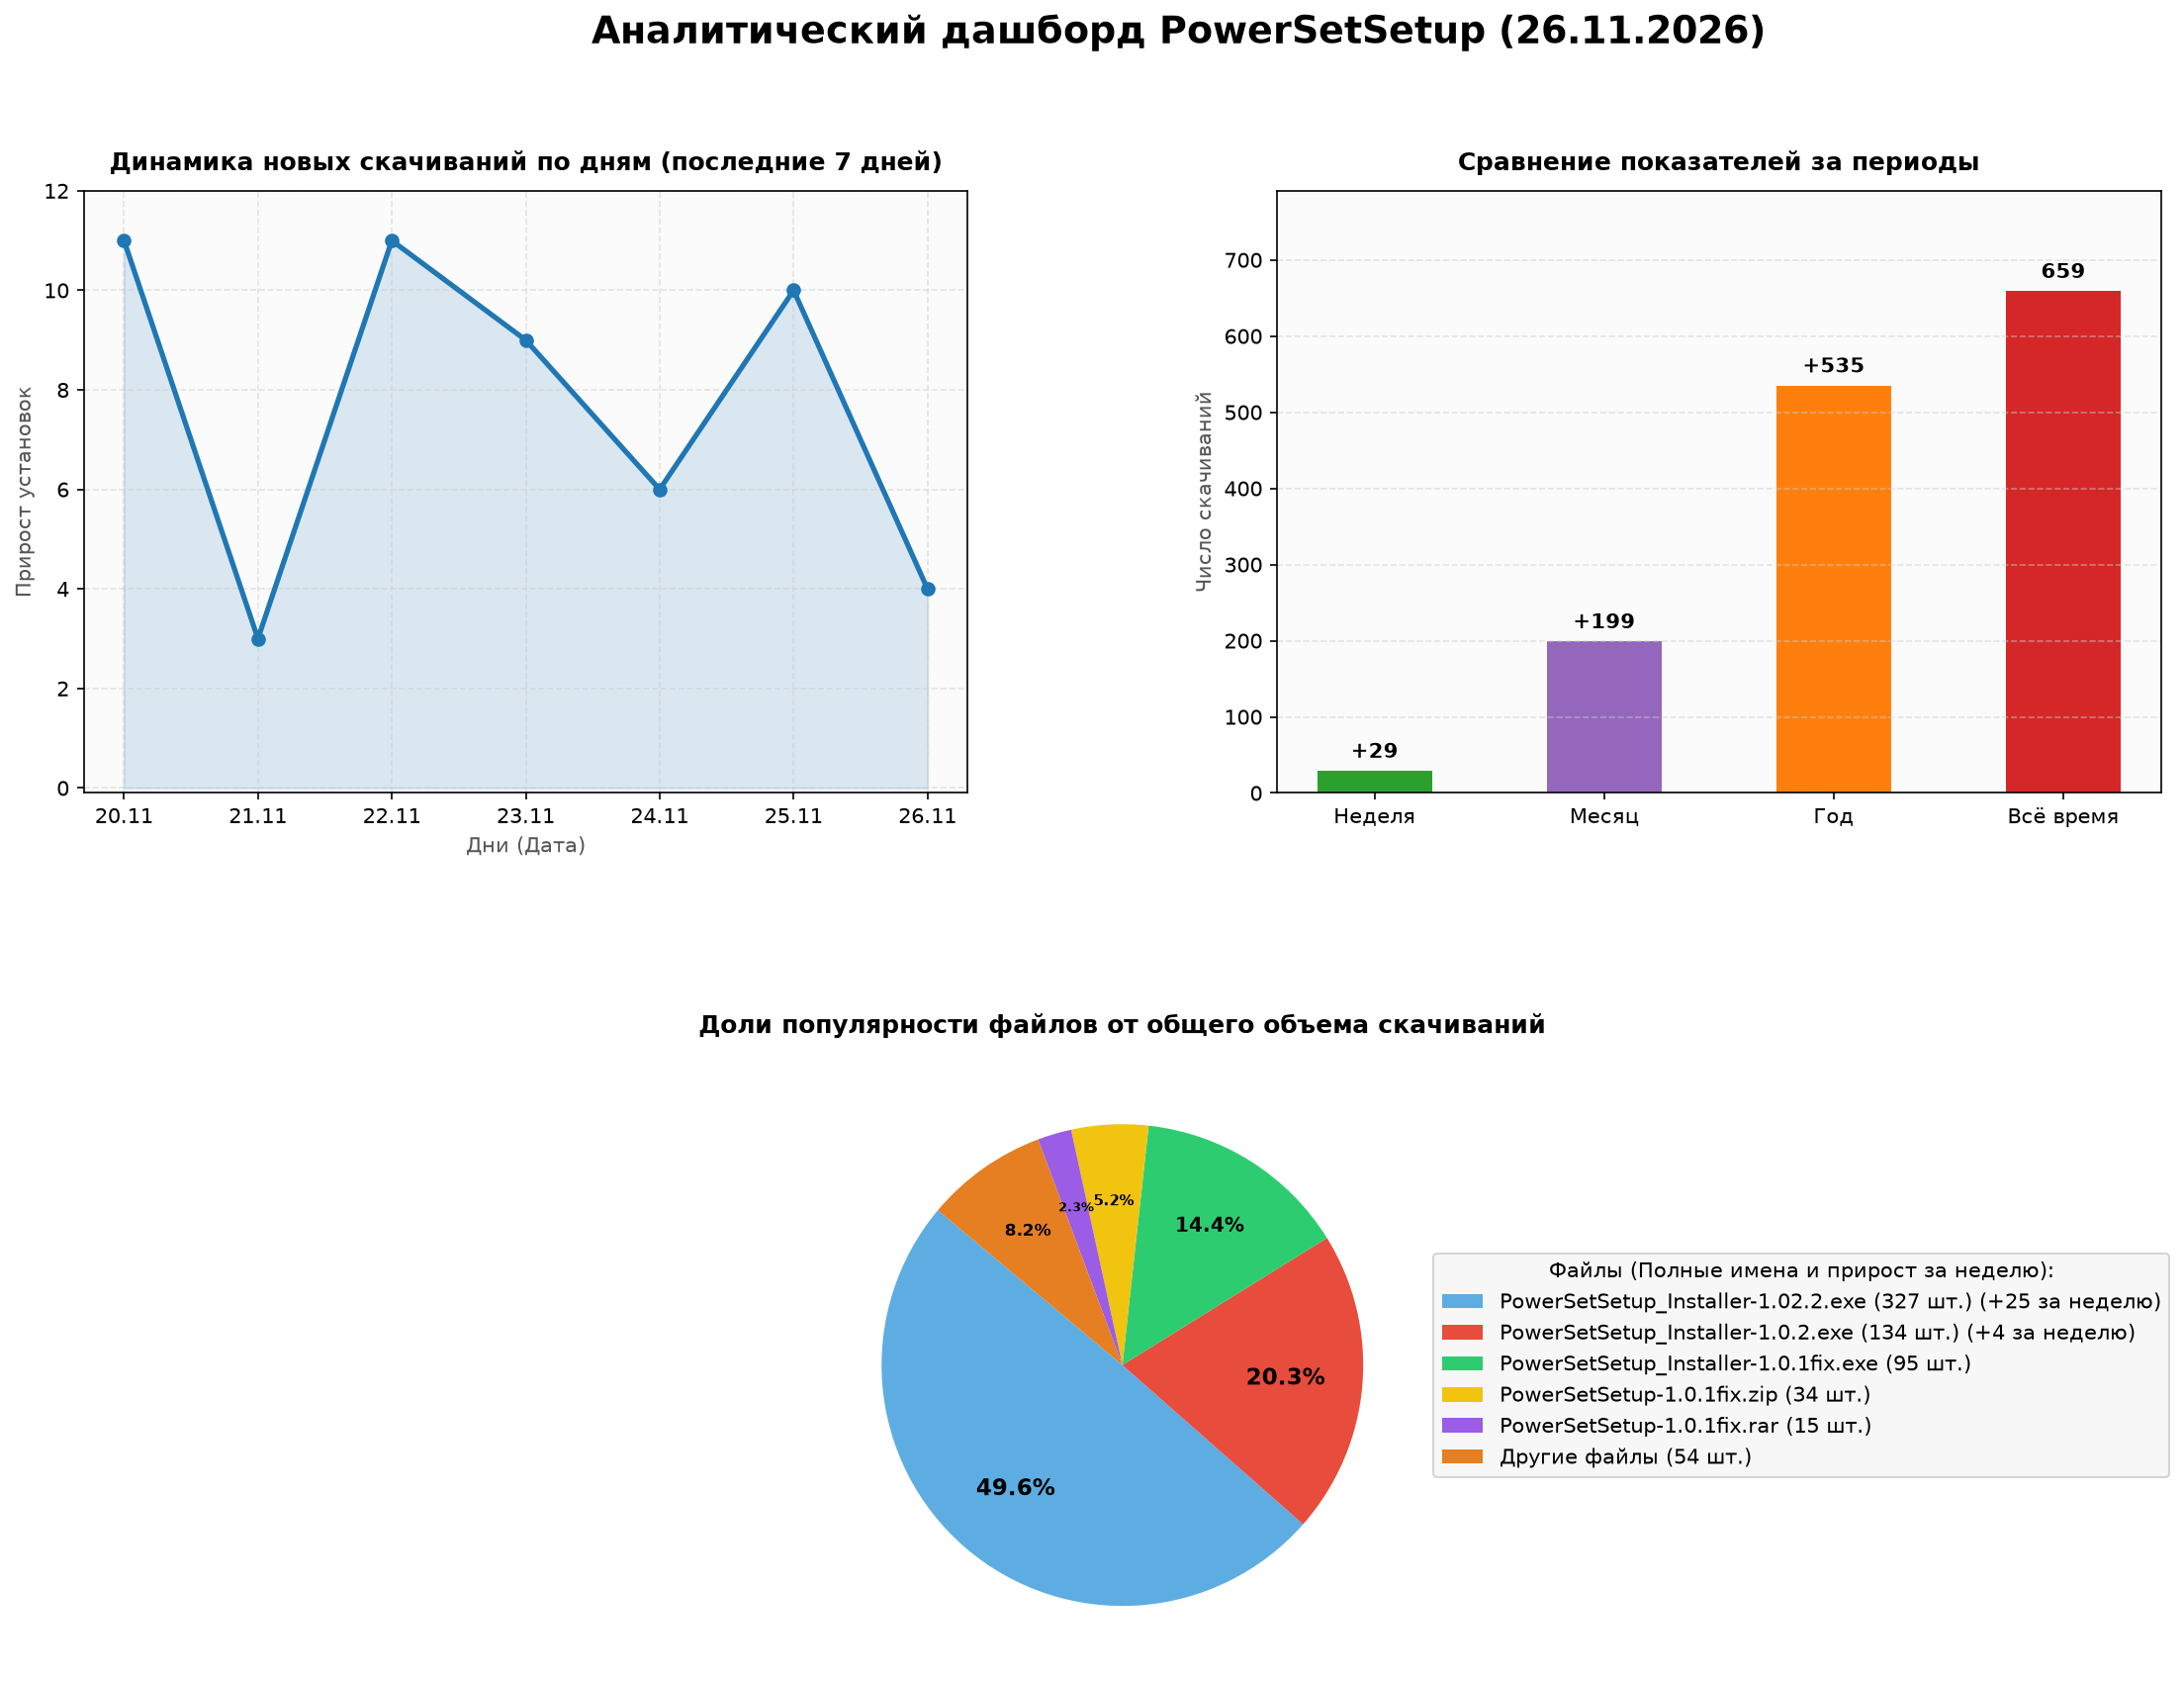 Аналитический дашборд PowerSetSetup (26.11.2026)
Динамика новых скачиваний по дням (последние 7 дней)
Прирост установок
12
10
8
6
4
2
0
20.11 21.11 22.11 23.11 24.11 25.11 26.11
Дни (Дата)
Сравнение показателей за периоды
Число скачиваний
700
600
500
400
300
200
100
0
+29
+199
+535
659
Неделя Месяц Год Всё время
Доли популярности файлов от общего объема скачиваний
49.6%
20.3%
14.4%
5.2%
2.3%
8.2%
Файлы (Полные имена и прирост за неделю):
PowerSetSetup_Installer-1.02.2.exe (327 шт.) (+25 за неделю)
PowerSetSetup_Installer-1.0.2.exe (134 шт.) (+4 за неделю)
PowerSetSetup_Installer-1.0.1fix.exe (95 шт.)
PowerSetSetup-1.0.1fix.zip (34 шт.)
PowerSetSetup-1.0.1fix.rar (15 шт.)
Другие файлы (54 шт.)